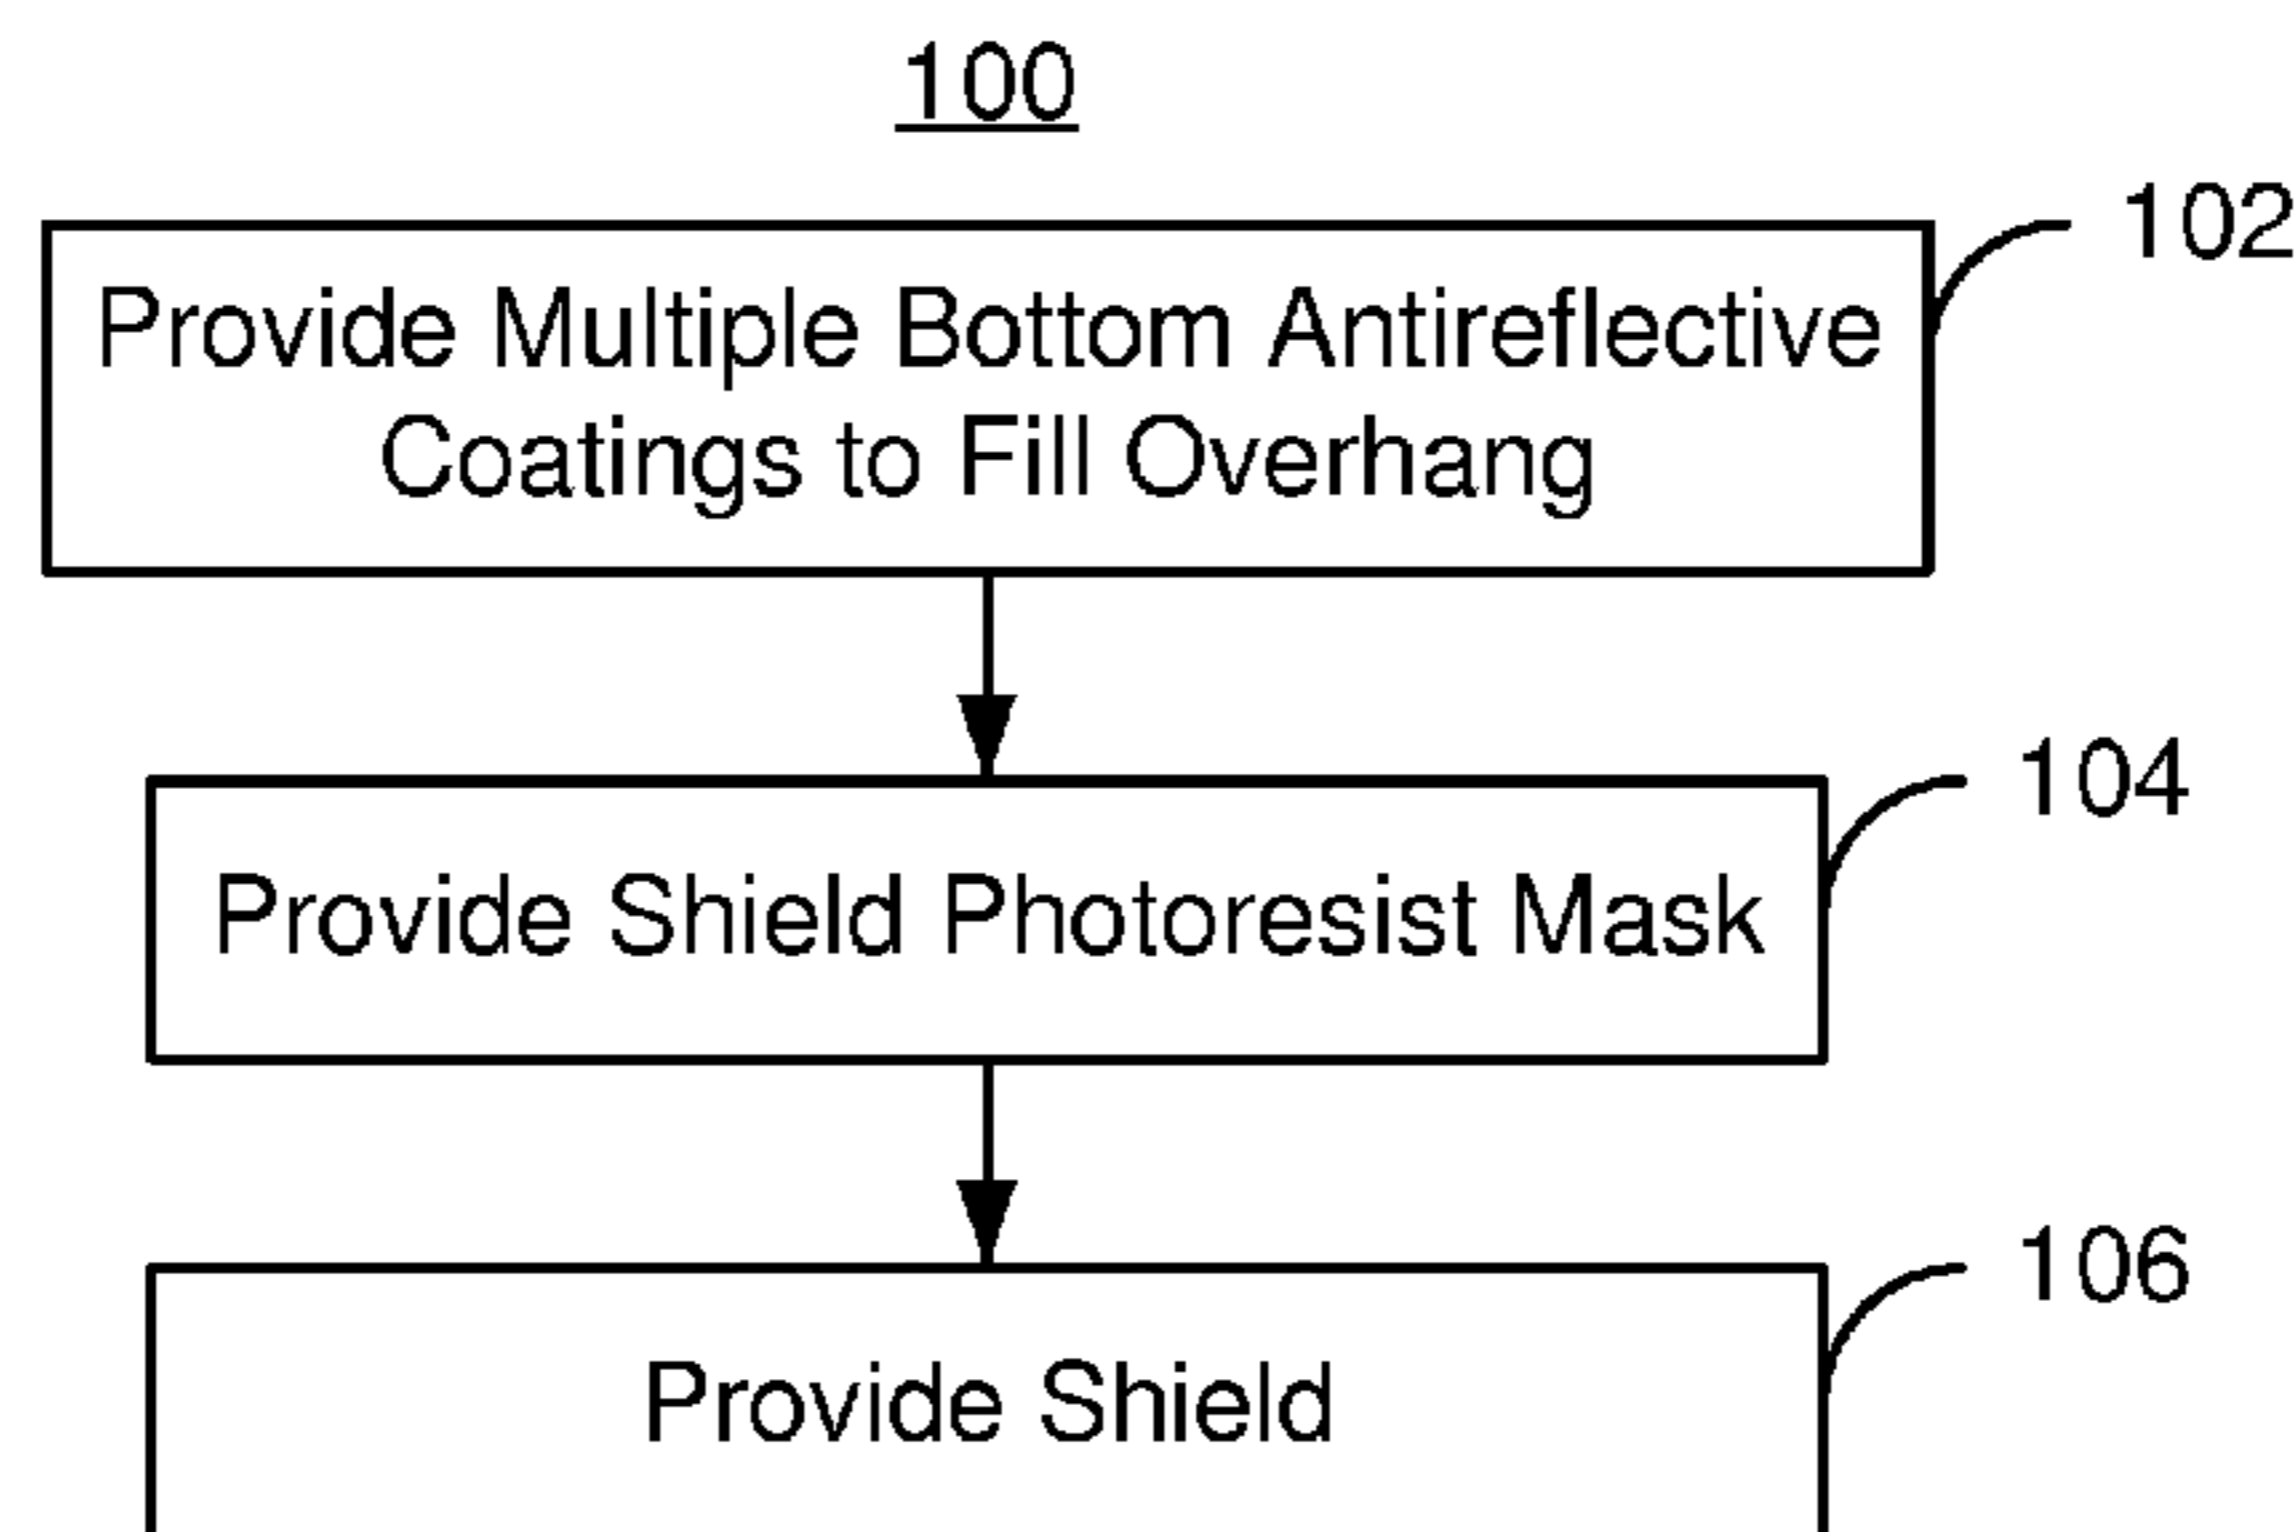 100
102
Provide Multiple Bottom Antireflective
Coatings to Fill Overhang
104
Provide Shield Photoresist Mask
106
Provide Shield